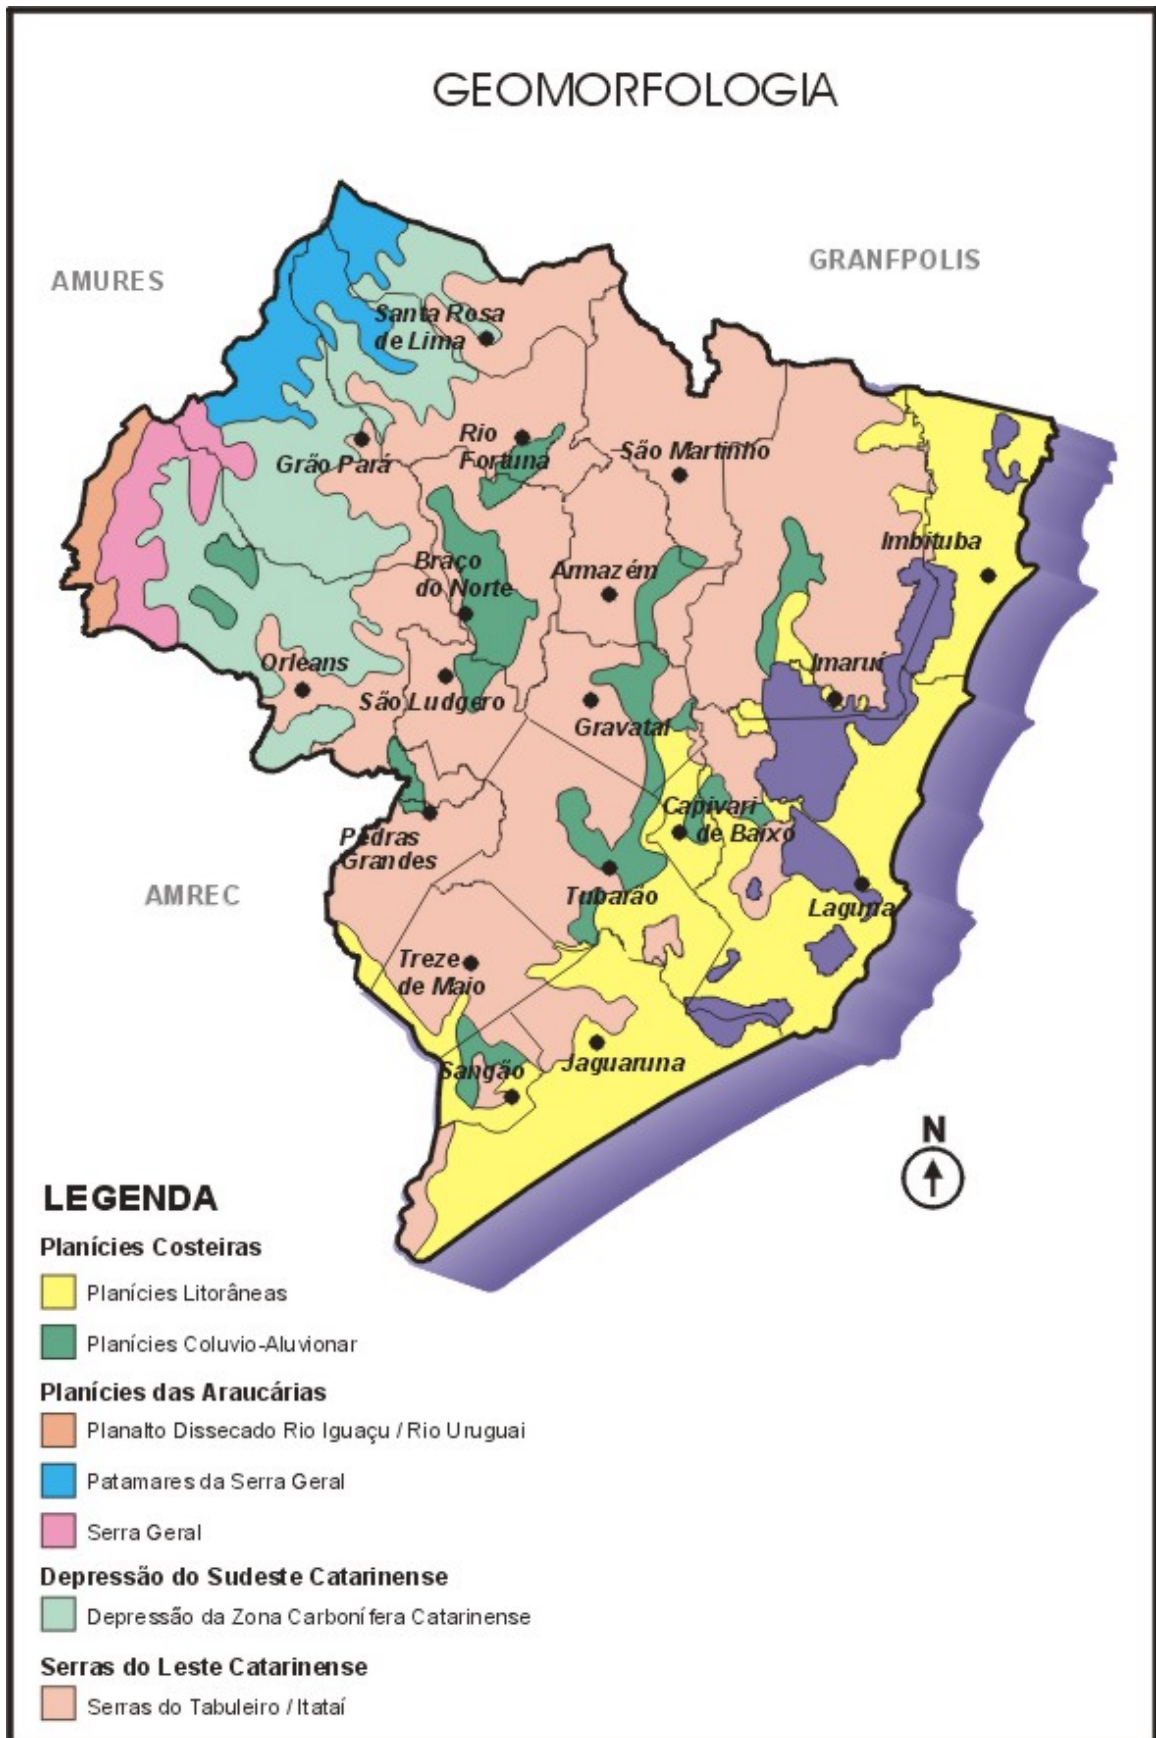 GEOMORFOLOGIA
AMURES
GRANFPOLIS
Santa Rosa
de Lima
Grão Pará
Rio
Fortuna
São Martinho
Imbituba
Braço
do Norte
Armazém
Orleans
São Ludgero
Imaruí
Gravatal
Capivari
de Baixo
Pedras
Grandes
AMREC
Tubarão
Laguna
Treze
de Maio
Sangão
Jaguaruna
N
LEGENDA
Planícies Costeiras
Planícies Litorâneas
Planícies Coluvio-Aluvionar
Planícies das Araucárias
Planalto Dissecado Rio Iguaçu / Rio Uruguai
Patamares da Serra Geral
Serra Geral
Depressão do Sudeste Catarinense
Depressão da Zona Carbonífera Catarinense
Serras do Leste Catarinense
Serras do Tabuleiro / Itataí